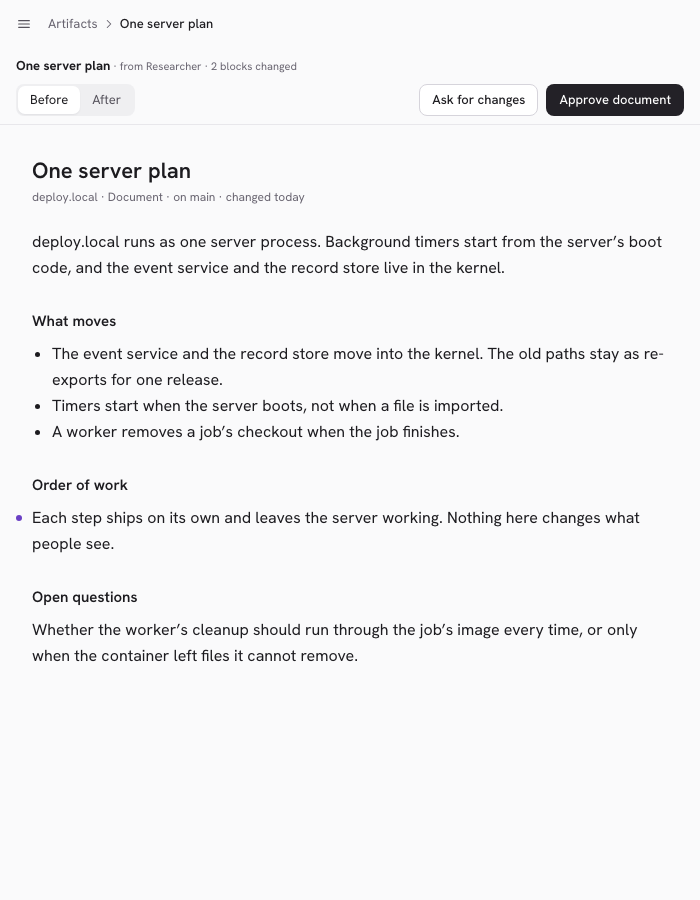 Artifacts > One server plan
One server plan · from Researcher · 2 blocks changed
Before After Ask for changes Approve document
One server plan
deploy.local · Document · on main · changed today
deploy.local runs as one server process. Background timers start from the server’s boot
code, and the event service and the record store live in the kernel.
What moves
• The event service and the record store move into the kernel. The old paths stay as re-
exports for one release.
• Timers start when the server boots, not when a file is imported.
• A worker removes a job’s checkout when the job finishes.
Order of work
Each step ships on its own and leaves the server working. Nothing here changes what
people see.
Open questions
Whether the worker’s cleanup should run through the job’s image every time, or only
when the container left files it cannot remove.